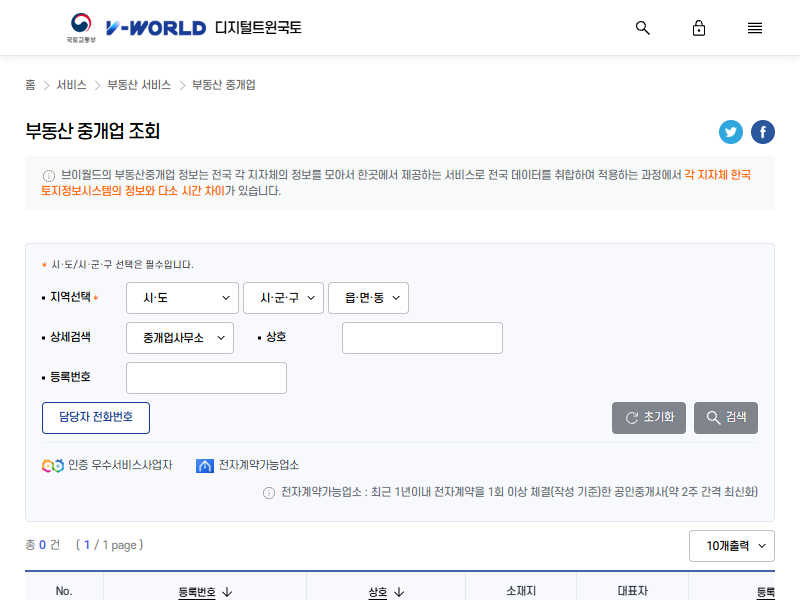 국토교통부 V-WORLD 디지털트윈국토
홈 > 서비스 > 부동산 서비스 > 부동산 중개업
부동산 중개업 조회
브이월드의 부동산중개업 정보는 전국 각 지자체의 정보를 모아서 한곳에서 제공하는 서비스로 전국 데이터를 취합하여 적용하는 과정에서 각 지자체 한국
토지정보시스템의 정보와 다소 시간 차이가 있습니다.
* 시·도/시·군·구 선택은 필수입니다.
지역선택* 시·도 시·군·구 읍·면·동
상세검색 중개업사무소 상호
등록번호
담당자 전화번호 초기화 검색
인증 우수서비스사업자 전자계약가능업소
전자계약가능업소 : 최근 1년이내 전자계약을 1회 이상 체결(작성 기준)한 공인중개사(약 2주 간격 최신화)
총 0 건 ( 1 / 1 page ) 10개출력
No. 등록번호 상호 소재지 대표자 등록